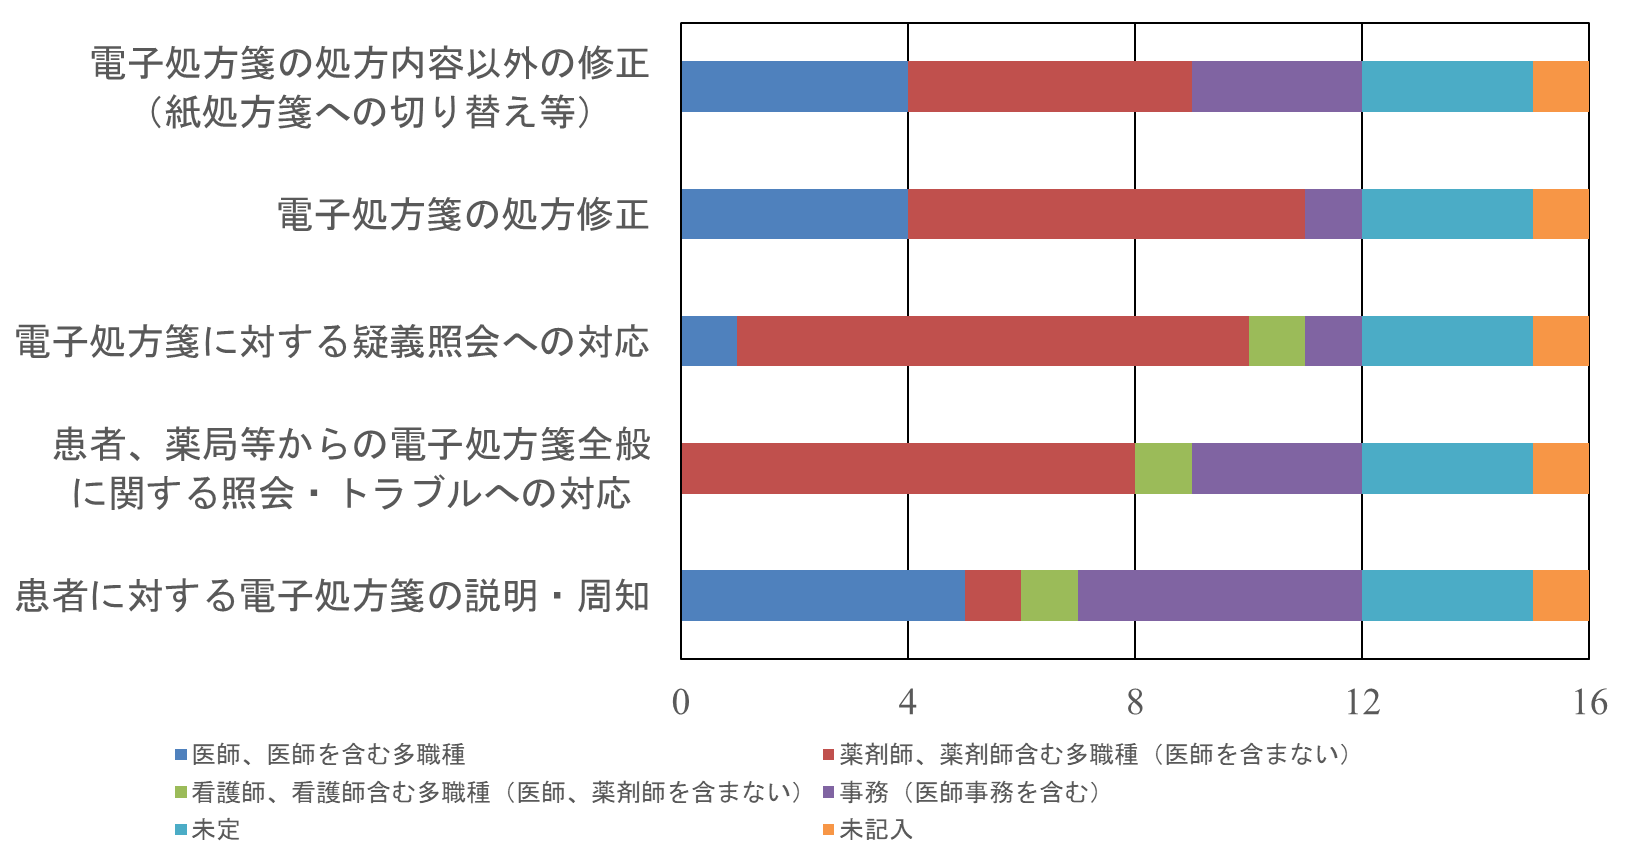 電子処方箋の処方内容以外の修正
（紙処方箋への切り替え等）
電子処方箋の処方修正
電子処方箋に対する疑義照会への対応
患者、薬局等からの電子処方箋全般
に関する照会・トラブルへの対応
患者に対する電子処方箋の説明・周知
0 4 8 12 16
医師、医師を含む多職種
薬剤師、薬剤師含む多職種（医師を含まない）
看護師、看護師含む多職種（医師、薬剤師を含まない）
事務（医師事務を含む）
未定
未記入